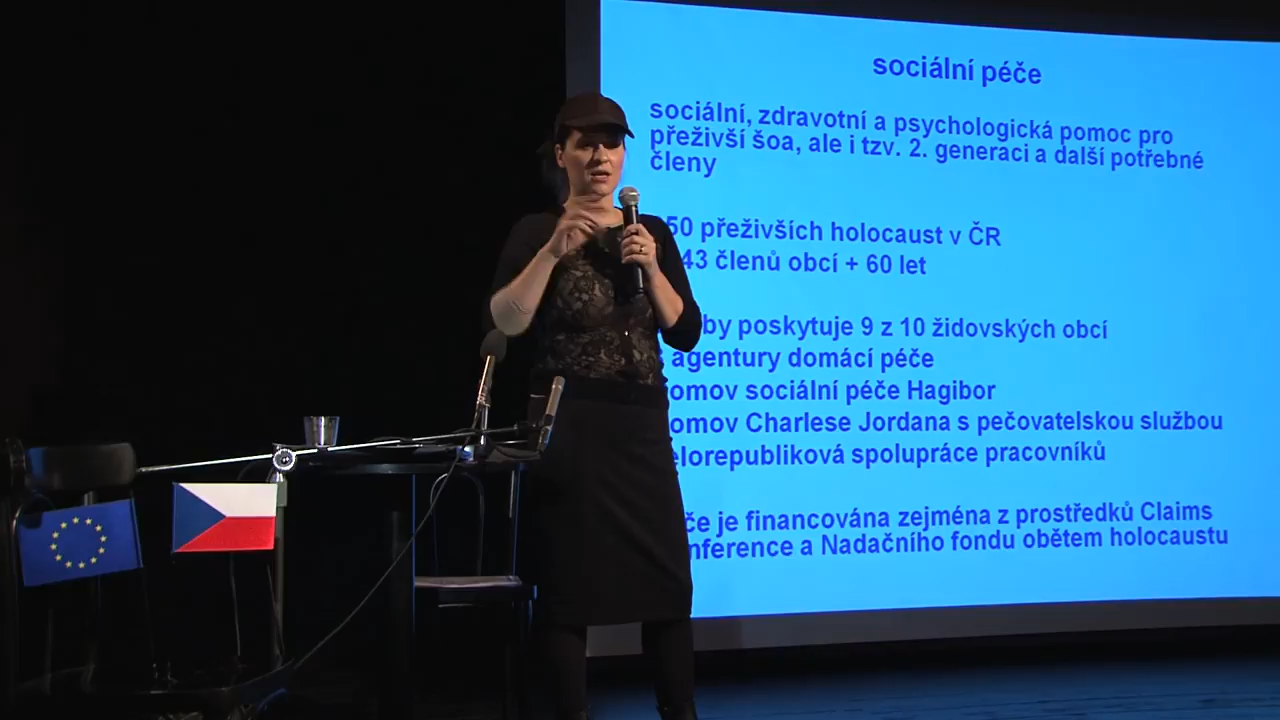 sociální péče
sociální, zdravotní a psychologická pomoc pro
přeživší šoa, ale i tzv. 2. generaci a další potřebné
členy
50 přeživších holocaust v ČR
43 členů obcí + 60 let
by poskytuje 9 z 10 židovských obcí
agentury domácí péče
omov sociální péče Hagibor
omov Charlese Jordana s pečovatelskou službou
elorepubliková spolupráce pracovníků
če je financována zejména z prostředků Claims
nference a Nadačního fondu obětem holocaustu